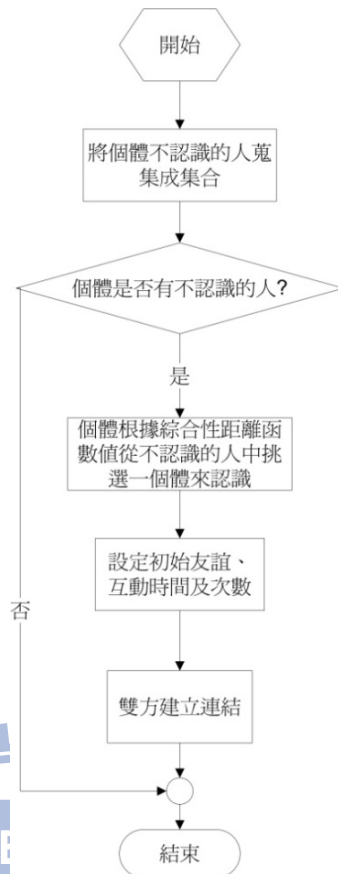 開始
將個體不認識的人蒐
集成集合
個體是否有不認識的人?
是
個體根據綜合性距離函
數值從不認識的人中挑
選一個體來認識
設定初始友誼、
互動時間及次數
否
雙方建立連結
結束